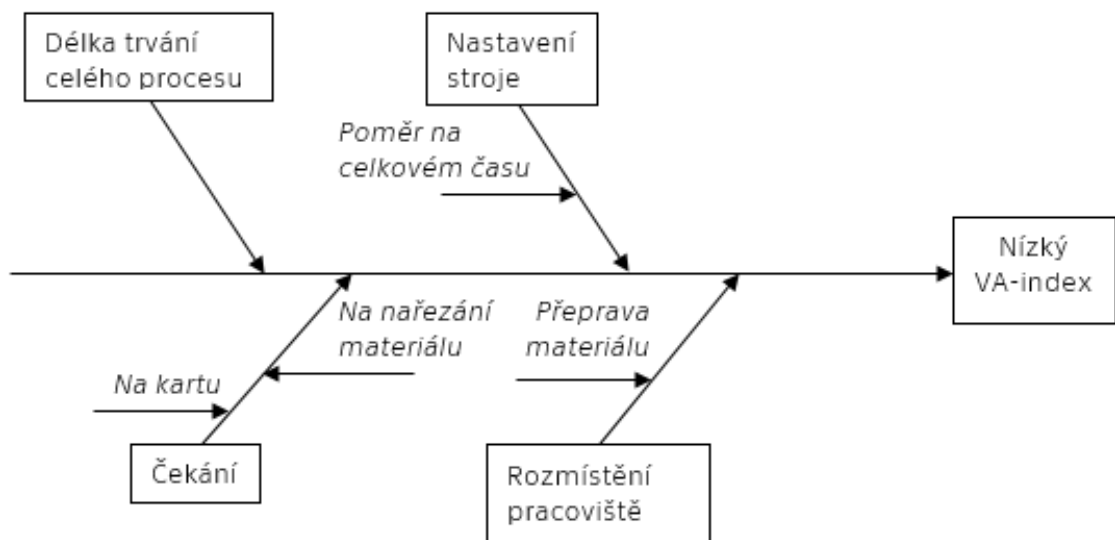 Délka trvání
celého procesu
Nastavení
stroje
Poměr na
celkovém času
Nízký
VA-index
Na nařezání
materiálu
Přeprava
materiálu
Na kartu
Čekání
Rozmístění
pracoviště